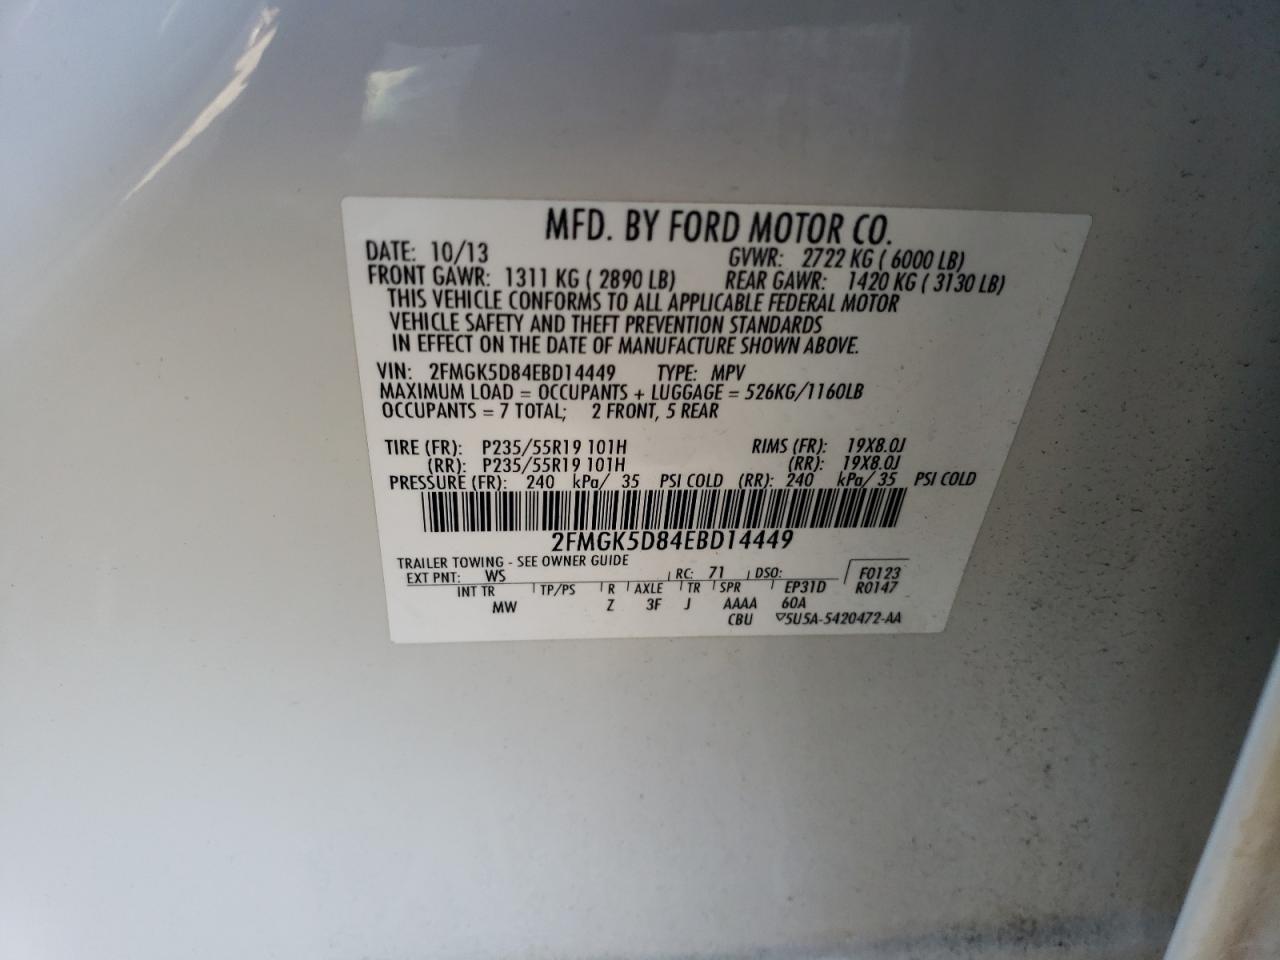 MFD. BY FORD MOTOR CO.
DATE: 10/13 GVWR: 2722 KG ( 6000 LB)
FRONT GAWR: 1311 KG ( 2890 LB) REAR GAWR: 1420 KG ( 3130 LB)
THIS VEHICLE CONFORMS TO ALL APPLICABLE FEDERAL MOTOR
VEHICLE SAFETY AND THEFT PREVENTION STANDARDS
IN EFFECT ON THE DATE OF MANUFACTURE SHOWN ABOVE.
VIN: 2FMGK5D84EBD14449 TYPE: MPV
MAXIMUM LOAD = OCCUPANTS + LUGGAGE = 526KG/1160LB
OCCUPANTS = 7 TOTAL; 2 FRONT, 5 REAR
TIRE (FR): P235/55R19 101H RIMS (FR): 19X8.0J
(RR): P235/55R19 101H (RR): 19X8.0J
PRESSURE (FR): 240 kPa/ 35 PSI COLD (RR): 240 kPa/ 35 PSI COLD
2FMGK5D84EBD14449
TRAILER TOWING - SEE OWNER GUIDE
EXT PNT: WS RC: 71 DSO: F0123
INT TR TP/PS R AXLE TR SPR EP31D R0147
MW Z 3F J AAAA 60A
CBU ▽5U5A-5420472-AA